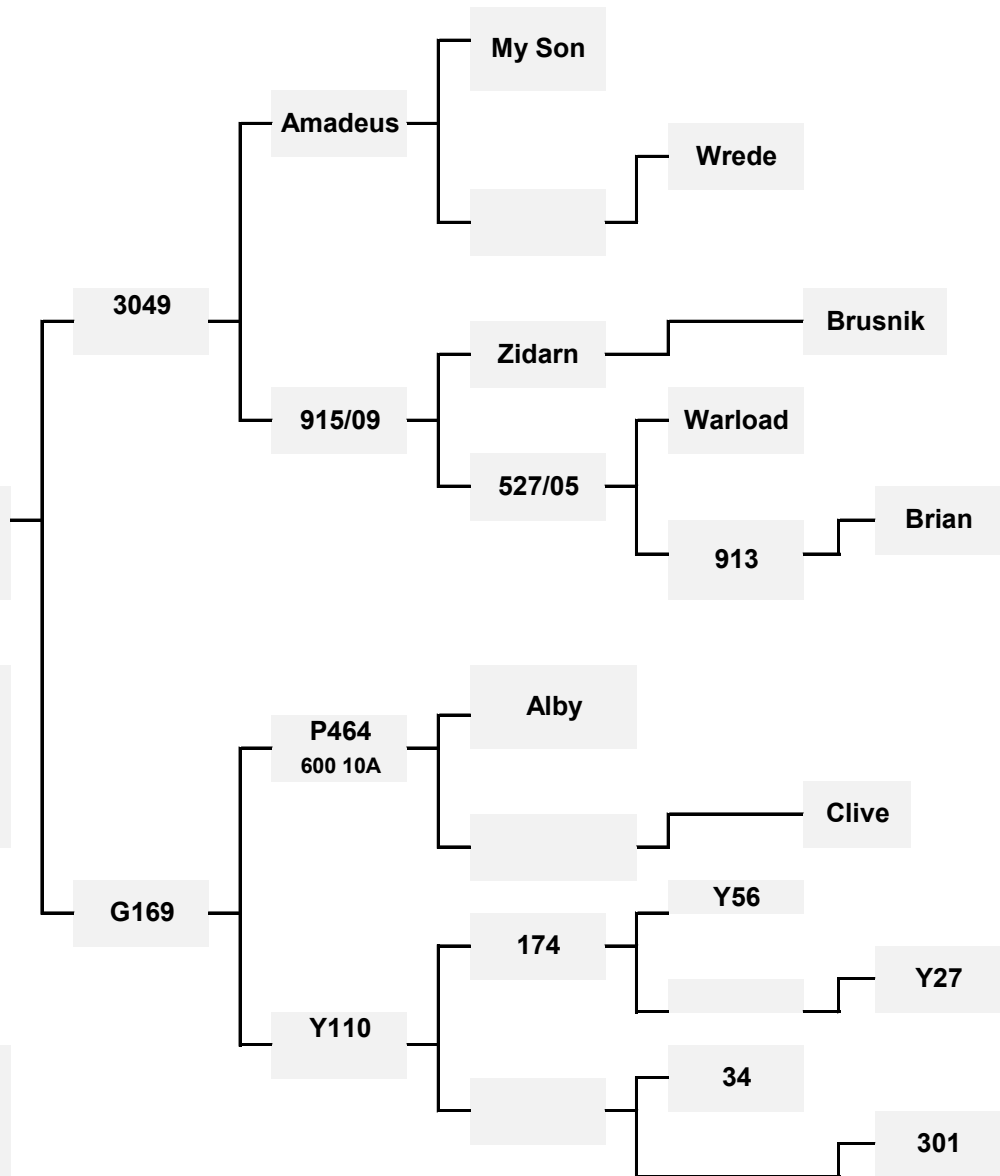 My Son
Amadeus
Wrede
3049
Brusnik
Zidarn
915/09
Warload
527/05
Brian
913
Alby
P464
600 10A
Clive
Y56
G169
174
Y27
Y110
34
301